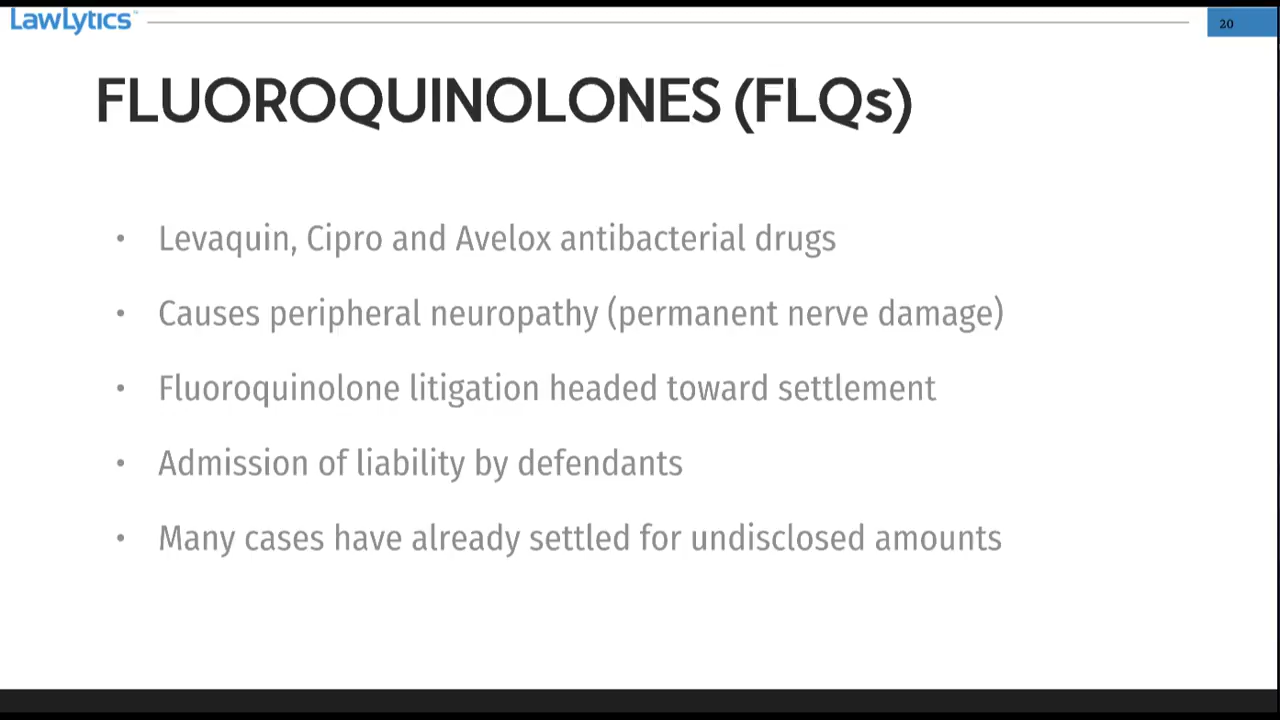 LawLytics™
20
FLUOROQUINOLONES (FLQs)
• Levaquin, Cipro and Avelox antibacterial drugs
• Causes peripheral neuropathy (permanent nerve damage)
• Fluoroquinolone litigation headed toward settlement
• Admission of liability by defendants
• Many cases have already settled for undisclosed amounts